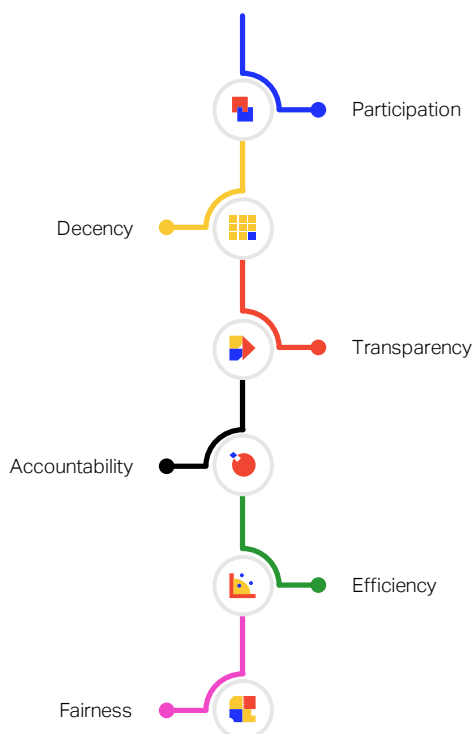 Participation
Decency
Transparency
Accountability
Efficiency
Fairness